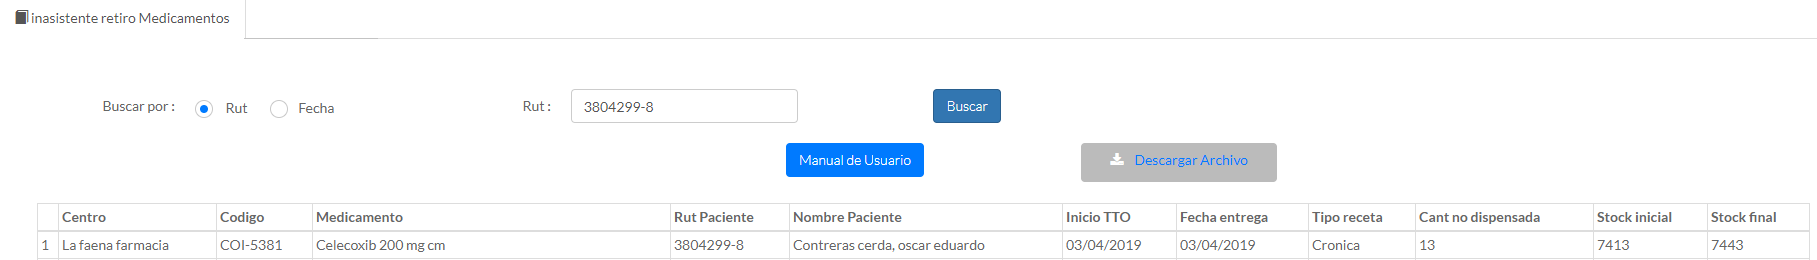 inasistente retiro Medicamentos
Buscar por : Rut Fecha Rut : 3804299-8 Buscar
Manual de Usuario Descargar Archivo
Centro Codigo Medicamento Rut Paciente Nombre Paciente Inicio TTO Fecha entrega Tipo receta Cant no dispensada Stock inicial Stock final
1 La faena farmacia COI-5381 Celecoxib 200 mg cm 3804299-8 Contreras cerda, oscar eduardo 03/04/2019 03/04/2019 Cronica 13 7413 7443